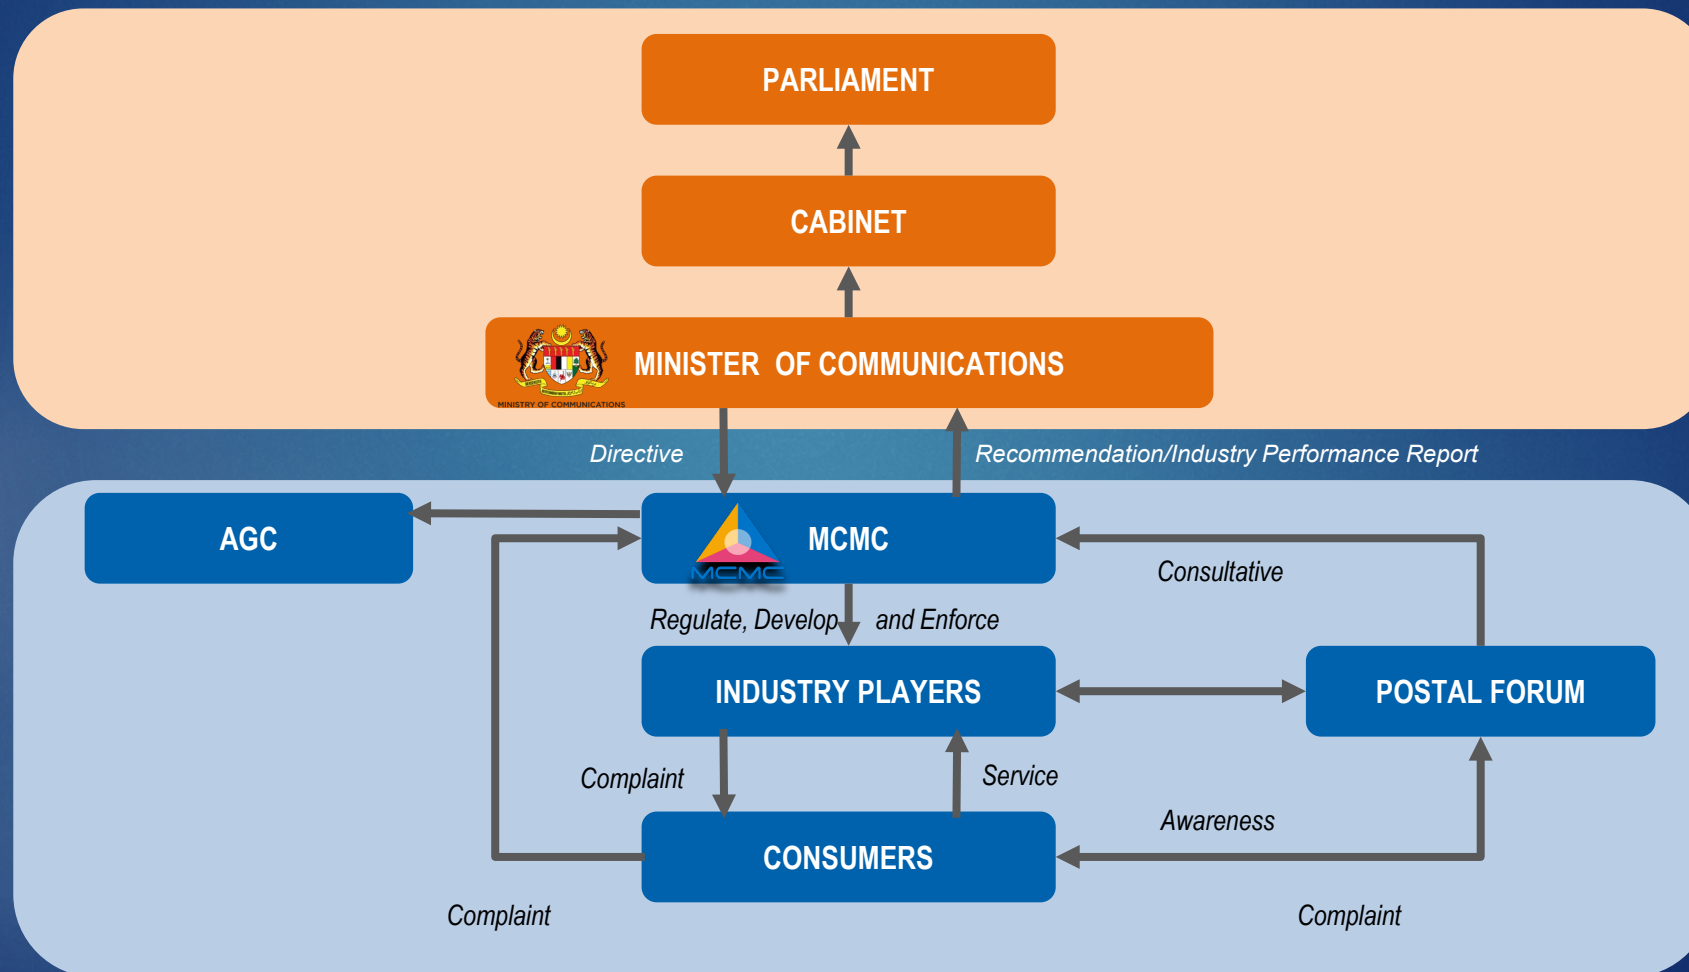 PARLIAMENT
CABINET
MINISTER OF COMMUNICATIONS
MINISTRY OF COMMUNICATIONS
Directive
Recommendation/Industry Performance Report
AGC
MCMC
MCMC
Consultative
Regulate, Develop and Enforce
INDUSTRY PLAYERS
POSTAL FORUM
Complaint
Service
Awareness
CONSUMERS
Complaint
Complaint